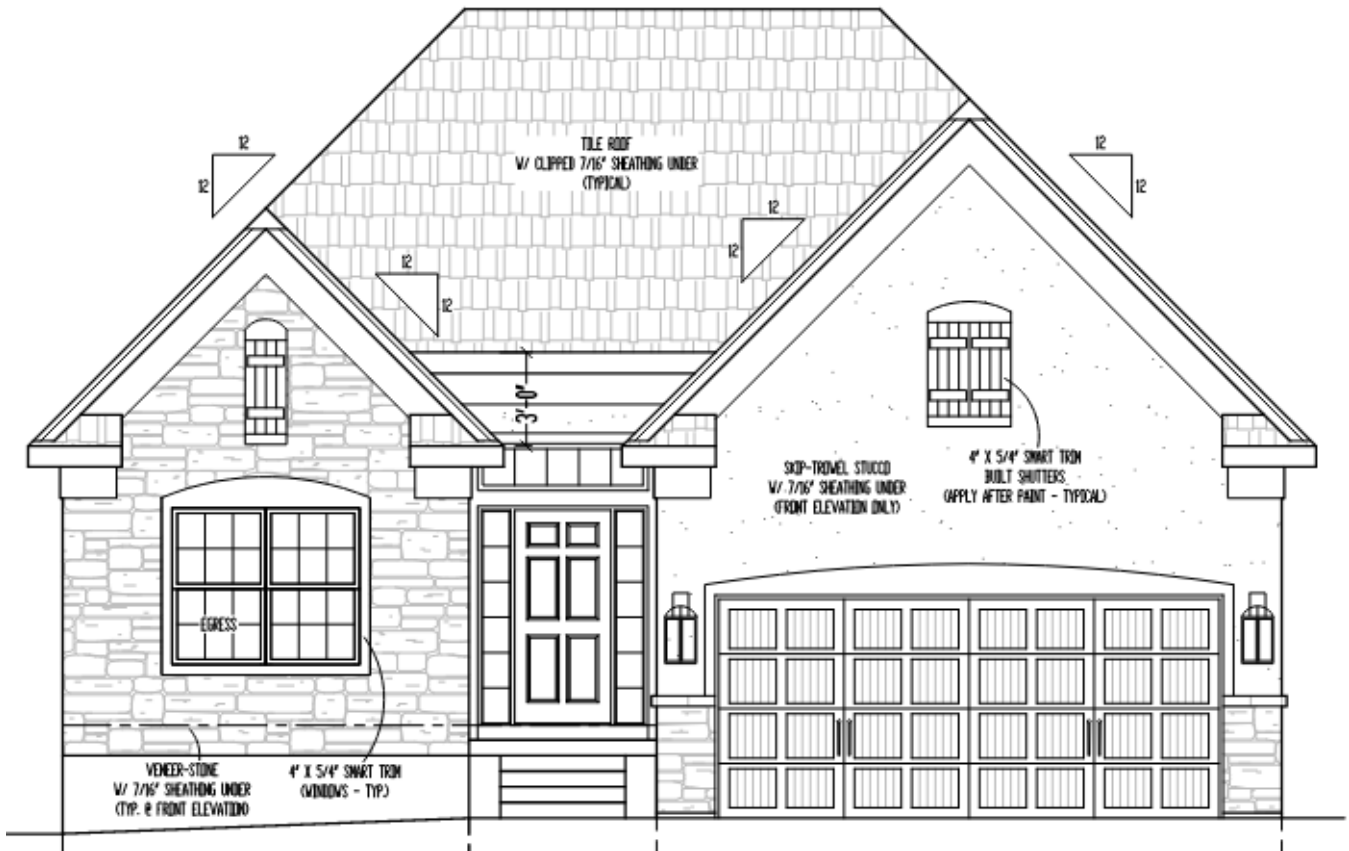 12
12
TILE ROOF
W/ CLIPPED 7/16" SHEATHING UNDER
(TYPICAL)
12
12
12
12
12
12
3'-0"
SKIP-TROWEL STUCCO
W/ 7/16" SHEATHING UNDER
(FRONT ELEVATION ONLY)
4" X 5/4" SMART TRIM
BUILT SHUTTERS
(APPLY AFTER PAINT - TYPICAL)
EGRESS
VENEER-STONE
W/ 7/16" SHEATHING UNDER
(TYP. @ FRONT ELEVATION)
4" X 5/4" SMART TRIM
(WINDOWS - TYP.)